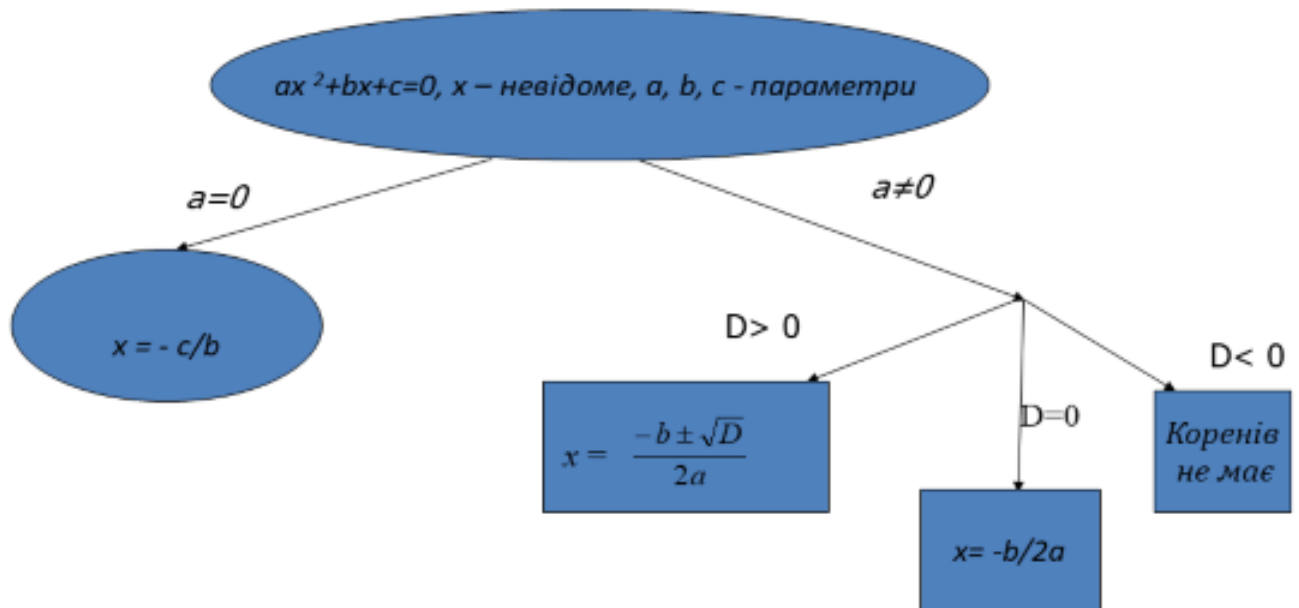 ax ²+bx+c=0, x – невідоме, a, b, c - параметри
a=0
a≠0
x = - c/b
D> 0
D=0
D< 0
x = (-b ± √D)/2a
Коренів
не має
x= -b/2a